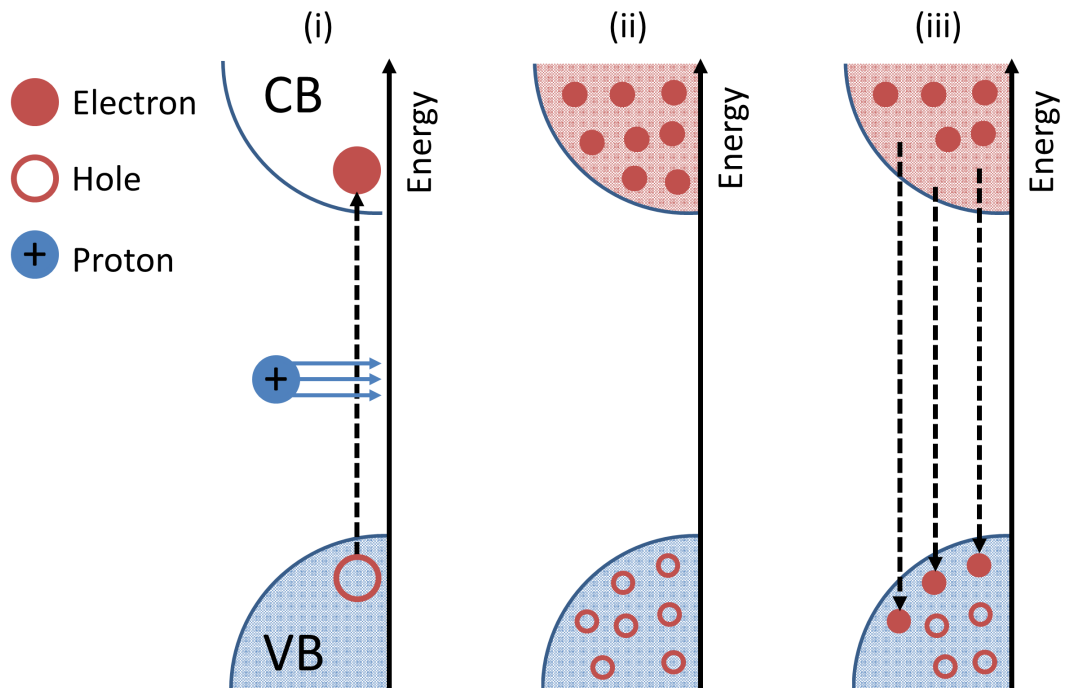 (i)
(ii)
(iii)
Electron
Hole
+ Proton
CB
Energy
Energy
Energy
+
VB